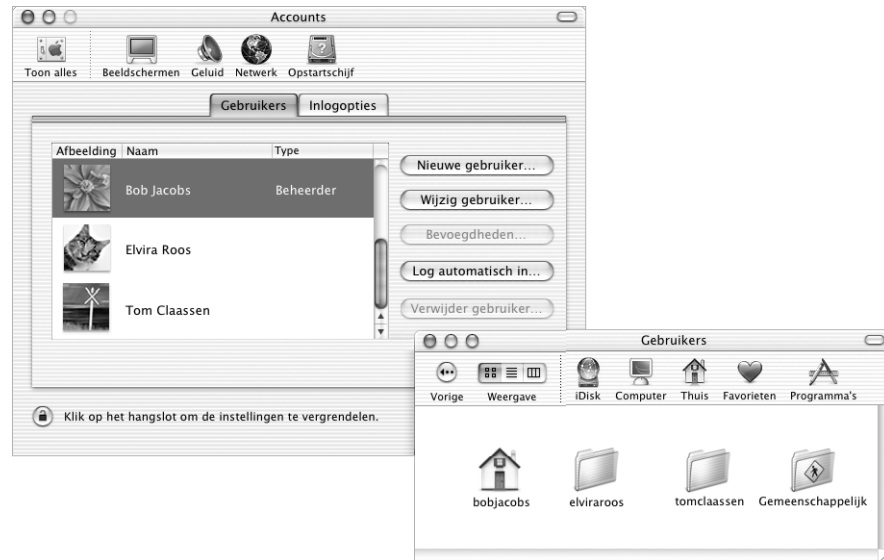 Accounts
Toon alles Beeldschermen Geluid Netwerk Opstartschijf
Gebruikers Inlogopties
Afbeelding Naam Type
Bob Jacobs Beheerder
Elvira Roos
Tom Claassen
Nieuwe gebruiker...
Wijzig gebruiker...
Bevoegdheden...
Log automatisch in...
Verwijder gebruiker...
Klik op het hangslot om de instellingen te vergrendelen.
Gebruikers
Vorige Weergave iDisk Computer Thuis Favorieten Programma's
bobjacobs elviraroos tomclaassen Gemeenschappelijk